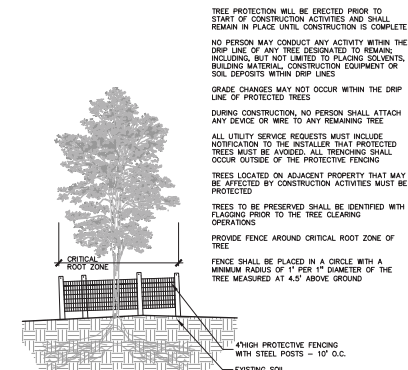 TREE PROTECTION WILL BE ERECTED PRIOR TO
START OF CONSTRUCTION ACTIVITIES AND SHALL
REMAIN IN PLACE UNTIL CONSTRUCTION IS COMPLETE
NO PERSON MAY CONDUCT ANY ACTIVITY WITHIN THE
DRIP LINE OF ANY TREE DESIGNATED TO REMAIN;
INCLUDING, BUT NOT LIMITED TO PLACING SOLVENTS,
BUILDING MATERIAL, CONSTRUCTION EQUIPMENT OR
SOIL DEPOSITS WITHIN DRIP LINES
GRADE CHANGES MAY NOT OCCUR WITHIN THE DRIP
LINE OF PROTECTED TREES
DURING CONSTRUCTION, NO PERSON SHALL ATTACH
ANY DEVICE OR WIRE TO ANY REMAINING TREE
ALL UTILITY SERVICE REQUESTS MUST INCLUDE
NOTIFICATION TO THE INSTALLER THAT PROTECTED
TREES MUST BE AVOIDED. ALL TRENCHING SHALL
OCCUR OUTSIDE OF THE PROTECTIVE FENCING
TREES LOCATED ON ADJACENT PROPERTY THAT MAY
BE AFFECTED BY CONSTRUCTION ACTIVITIES MUST BE
PROTECTED
TREES TO BE PRESERVED SHALL BE IDENTIFIED WITH
FLAGGING PRIOR TO THE TREE CLEARING
OPERATIONS
PROVIDE FENCE AROUND CRITICAL ROOT ZONE OF
TREE
FENCE SHALL BE PLACED IN A CIRCLE WITH A
MINIMUM RADIUS OF 1' PER 1" DIAMETER OF THE
TREE MEASURED AT 4.5' ABOVE GROUND
CRITICAL
ROOT ZONE
4'HIGH PROTECTIVE FENCING
WITH STEEL POSTS - 10' O.C.
EXISTING SOIL